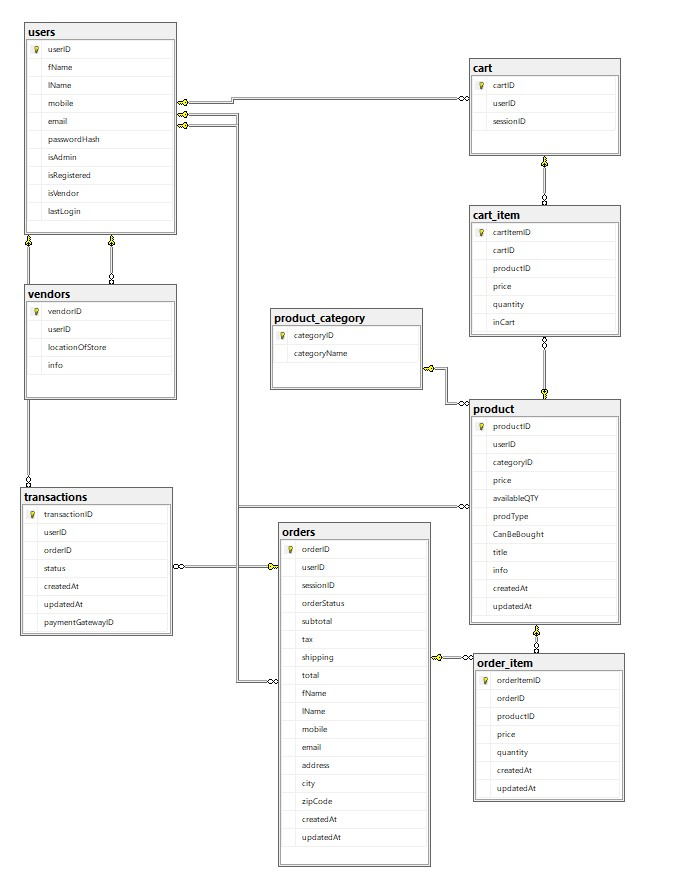 users
userID
fName
lName
mobile
email
passwordHash
isAdmin
isRegistered
isVendor
lastLogin
cart
cartID
userID
sessionID
cart_item
cartItemID
cartID
productID
price
quantity
inCart
vendors
vendorID
userID
locationOfStore
info
product_category
categoryID
categoryName
product
productID
userID
categoryID
price
availableQTY
prodType
CanBeBought
title
info
createdAt
updatedAt
transactions
transactionID
userID
orderID
status
createdAt
updatedAt
paymentGatewayID
orders
orderID
userID
sessionID
orderStatus
subtotal
tax
shipping
total
fName
lName
mobile
email
address
city
zipCode
createdAt
updatedAt
order_item
orderItemID
orderID
productID
price
quantity
createdAt
updatedAt